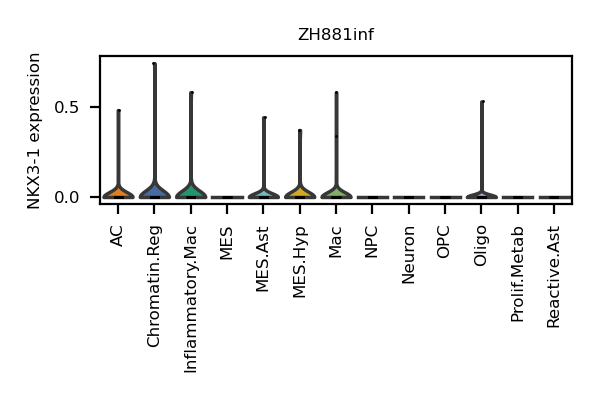 ZH881inf
NKX3-1 expression
0.5
0.0
AC
Chromatin.Reg
Inflammatory.Mac
MES
MES.Ast
MES.Hyp
Mac
NPC
Neuron
OPC
Oligo
Prolif.Metab
Reactive.Ast